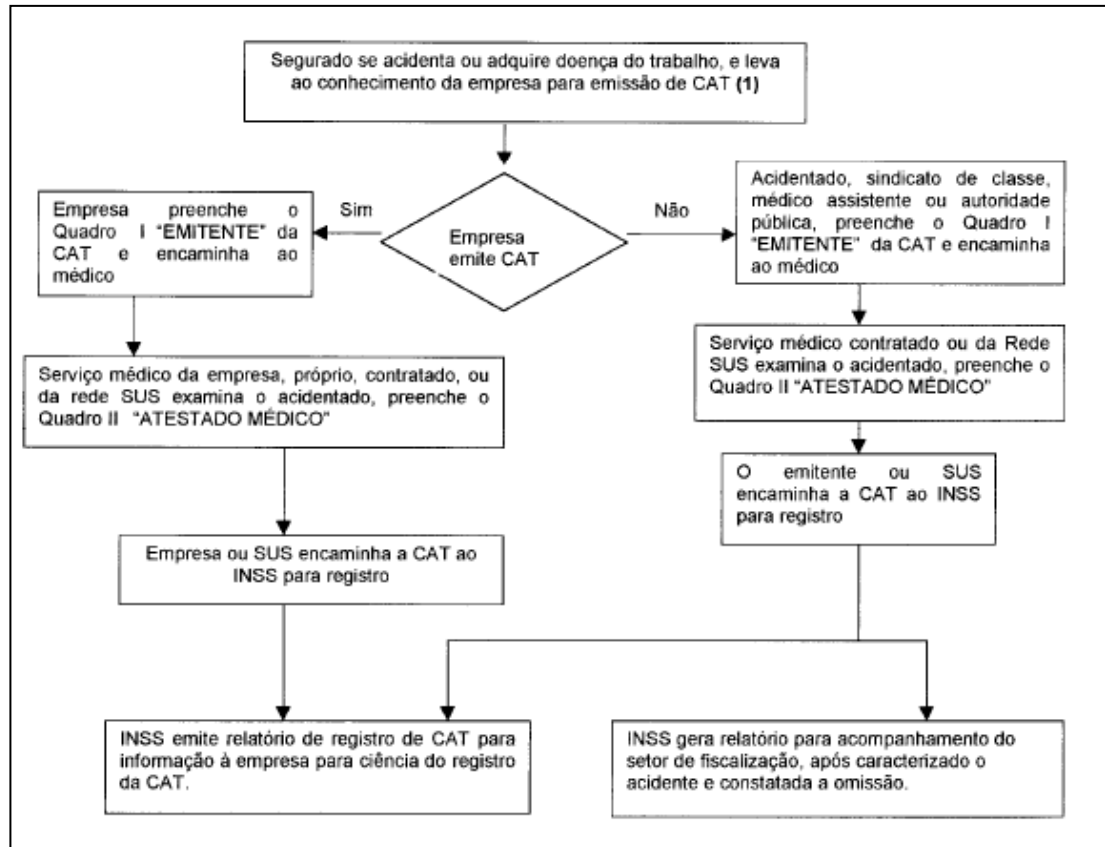 Segurado se acidenta ou adquire doença do trabalho, e leva
ao conhecimento da empresa para emissão de CAT (1)
Empresa preenche o
Quadro I “EMITENTE” da
CAT e encaminha ao
médico
Sim
Empresa
emite CAT
Não
Acidentado, sindicato de classe,
médico assistente ou autoridade
pública, preenche o Quadro I
“EMITENTE” da CAT e encaminha
ao médico
Serviço médico da empresa, próprio, contratado, ou
da rede SUS examina o acidentado, preenche o
Quadro II “ATESTADO MÉDICO”
Serviço médico contratado ou da Rede
SUS examina o acidentado, preenche o
Quadro II “ATESTADO MÉDICO”
O emitente ou SUS
encaminha a CAT ao INSS
para registro
Empresa ou SUS encaminha a CAT ao
INSS para registro
INSS emite relatório de registro de CAT para
informação à empresa para ciência do registro
da CAT.
INSS gera relatório para acompanhamento do
setor de fiscalização, após caracterizado o
acidente e constatada a omissão.